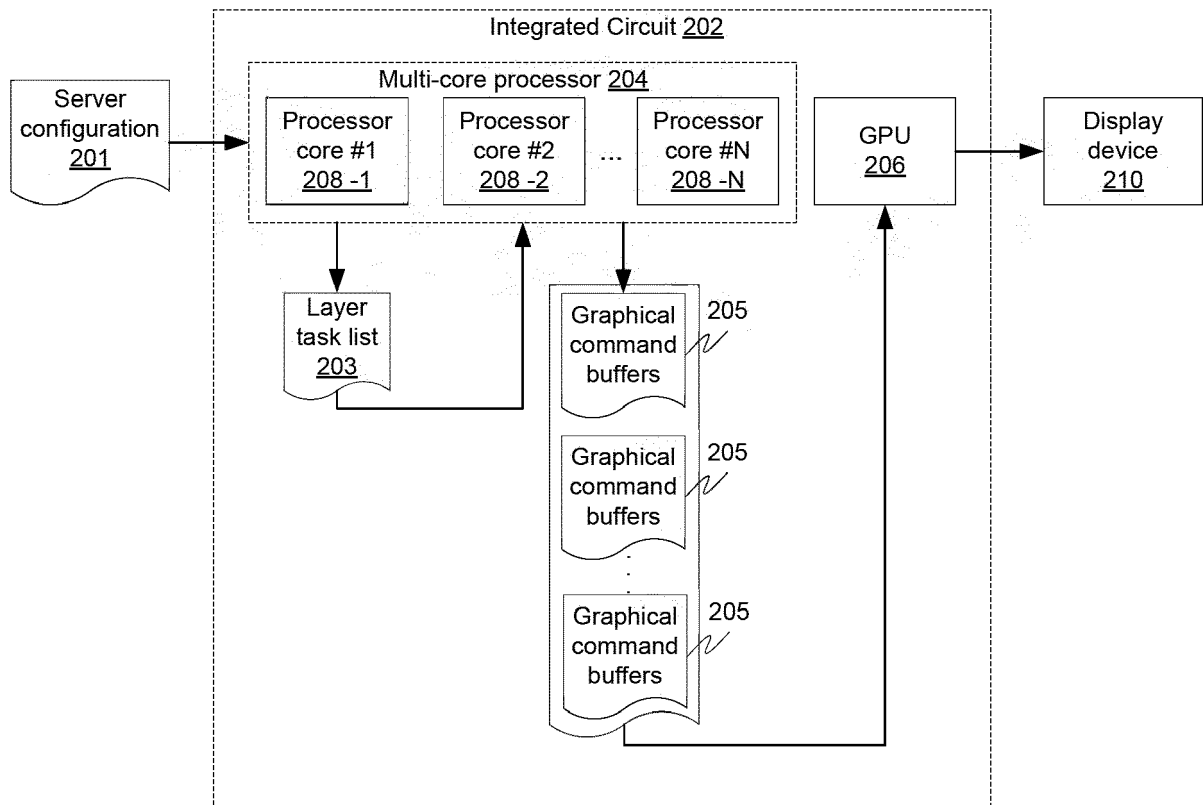 Integrated Circuit 202
Multi-core processor 204
Server
configuration
201
Processor
core #1
208 -1
Processor
core #2
208 -2
...
Processor
core #N
208 -N
GPU
206
Display
device
210
Layer
task list
203
Graphical
command
buffers
205
Graphical
command
buffers
205
Graphical
command
buffers
205